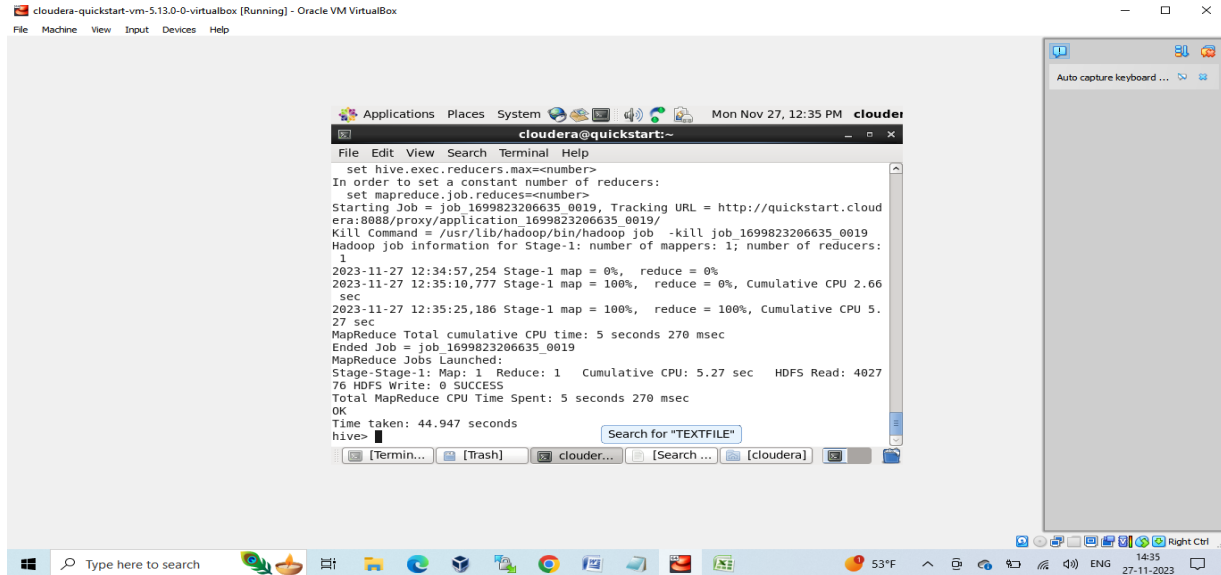 cloudera-quickstart-vm-5.13.0-0-virtualbox [Running] - Oracle VM VirtualBox
File Machine View Input Devices Help
Auto capture keyboard ...
Applications Places System Mon Nov 27, 12:35 PM clouder
cloudera@quickstart:~
File Edit View Search Terminal Help
set hive.exec.reducers.max=<number>
In order to set a constant number of reducers:
set mapreduce.job.reduces=<number>
Starting Job = job_1699823206635_0019, Tracking URL = http://quickstart.cloud
era:8088/proxy/application_1699823206635_0019/
Kill Command = /usr/lib/hadoop/bin/hadoop job  -kill job_1699823206635_0019
Hadoop job information for Stage-1: number of mappers: 1; number of reducers:
1
2023-11-27 12:34:57,254 Stage-1 map = 0%,  reduce = 0%
2023-11-27 12:35:10,777 Stage-1 map = 100%,  reduce = 0%, Cumulative CPU 2.66
sec
2023-11-27 12:35:25,186 Stage-1 map = 100%,  reduce = 100%, Cumulative CPU 5.
27 sec
MapReduce Total cumulative CPU time: 5 seconds 270 msec
Ended Job = job_1699823206635_0019
MapReduce Jobs Launched:
Stage-Stage-1: Map: 1  Reduce: 1   Cumulative CPU: 5.27 sec   HDFS Read: 4027
76 HDFS Write: 0 SUCCESS
Total MapReduce CPU Time Spent: 5 seconds 270 msec
OK
Time taken: 44.947 seconds
hive>
Search for "TEXTFILE"
[Termin... [Trash] clouder... [Search ... [cloudera]
Right Ctrl
Type here to search 53°F ENG 14:35
27-11-2023